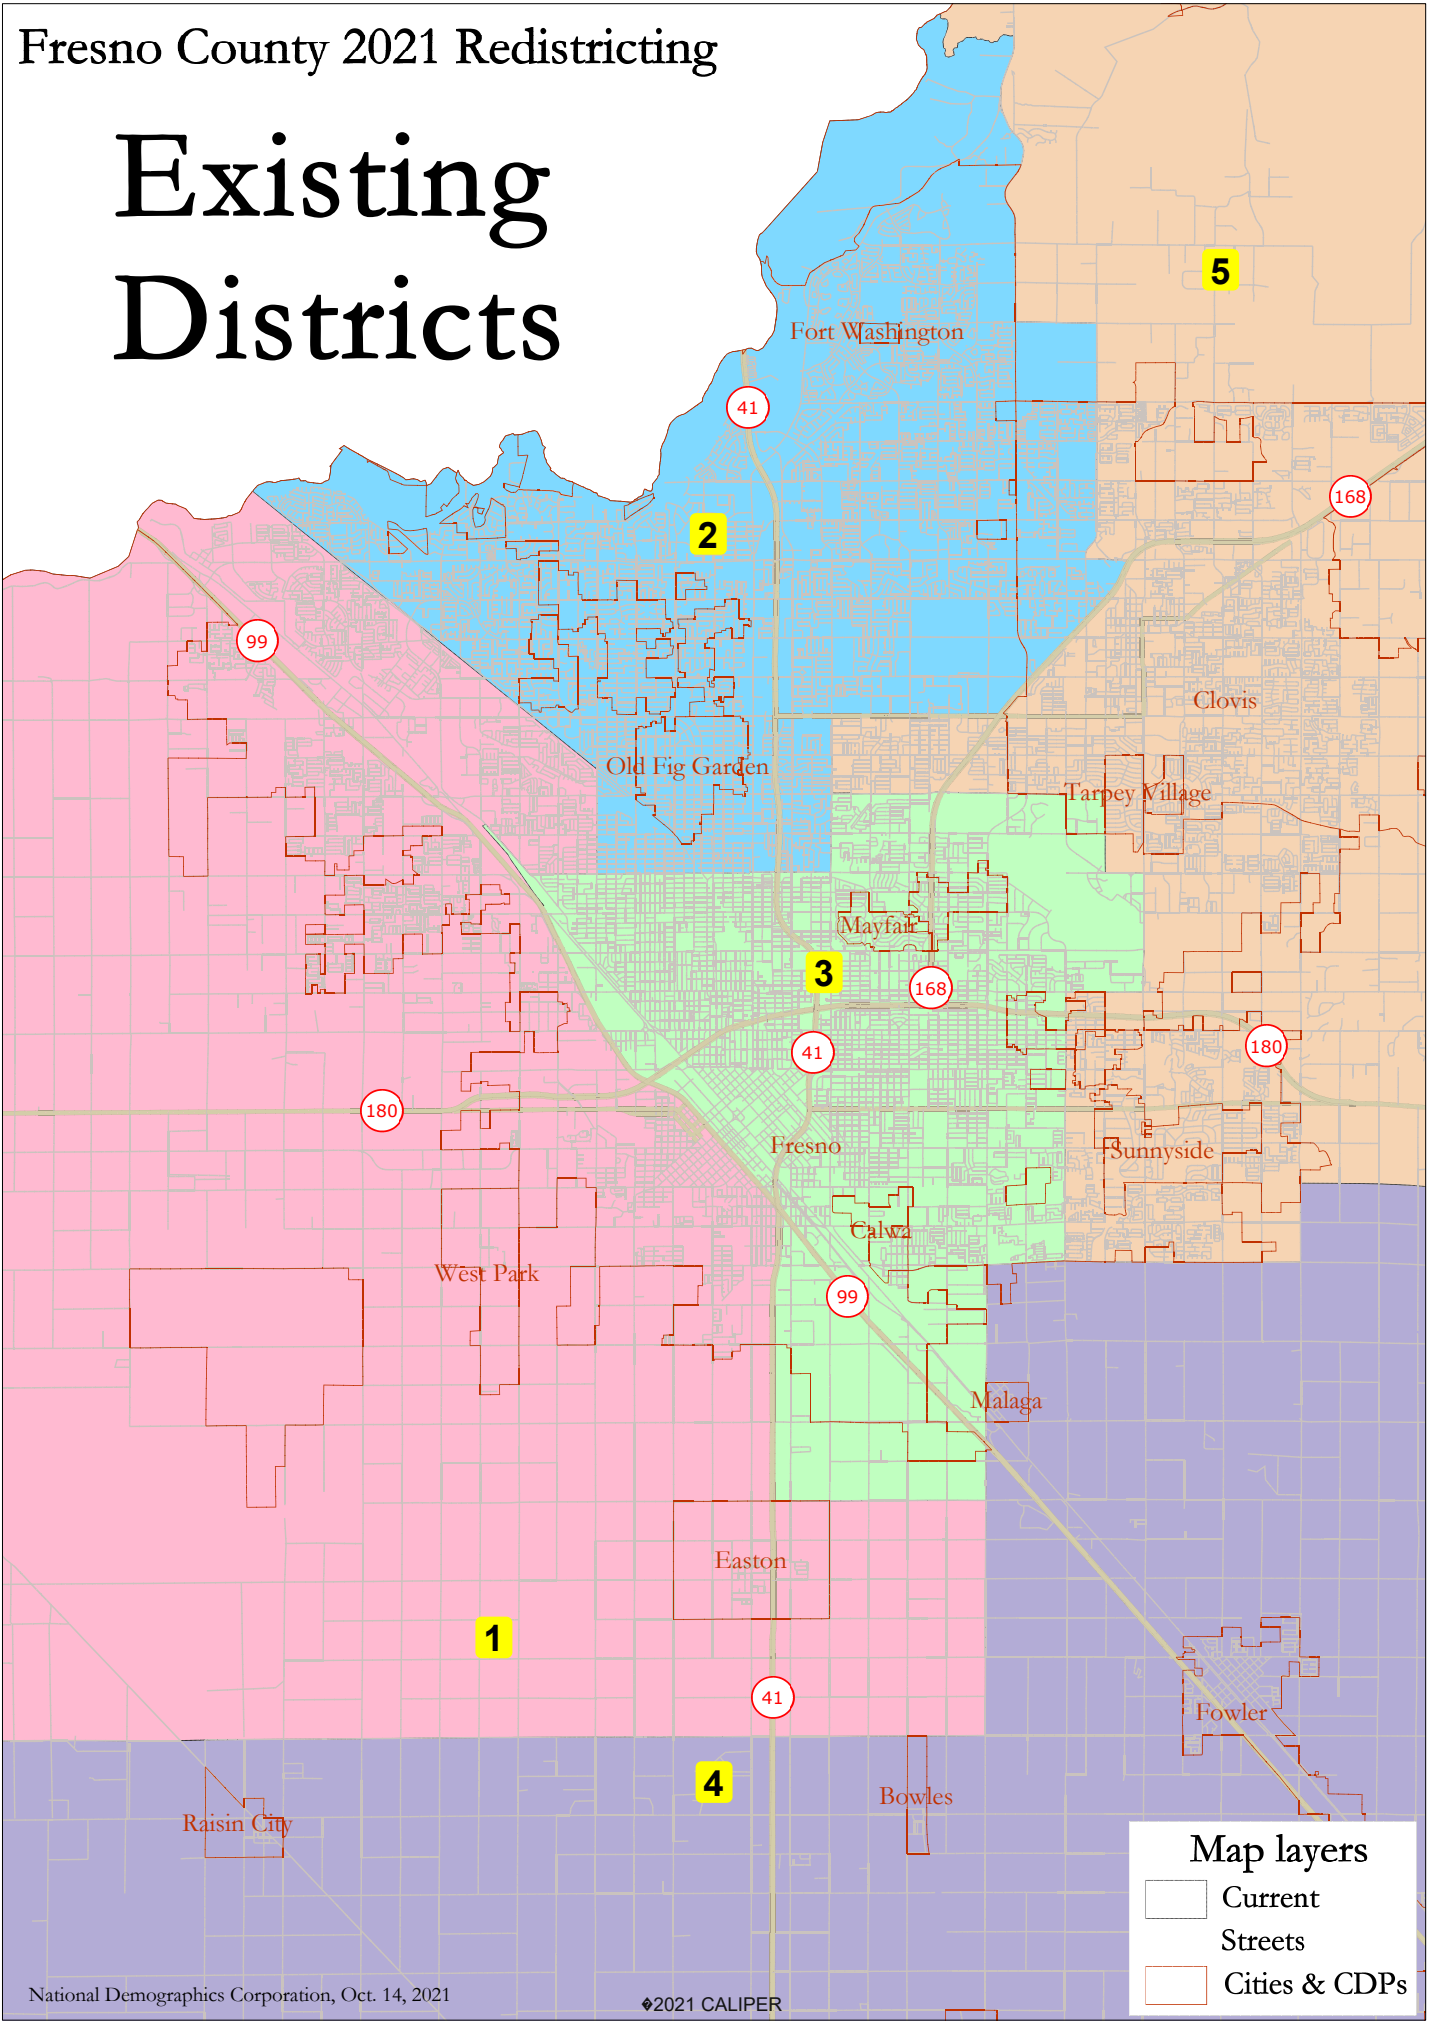 Fresno County 2021 Redistricting
Existing
Districts
5
Fort Washington
41
168
2
99
Clovis
Old Fig Garden
Tarpey Village
Mayfair
3
168
41
180
180
Fresno
Sunnyside
Calwa
West Park
99
Malaga
Easton
1
41
Fowler
4
Bowles
Raisin City
Map layers
Current
Streets
Cities & CDPs
National Demographics Corporation, Oct. 14, 2021
�2021 CALIPER